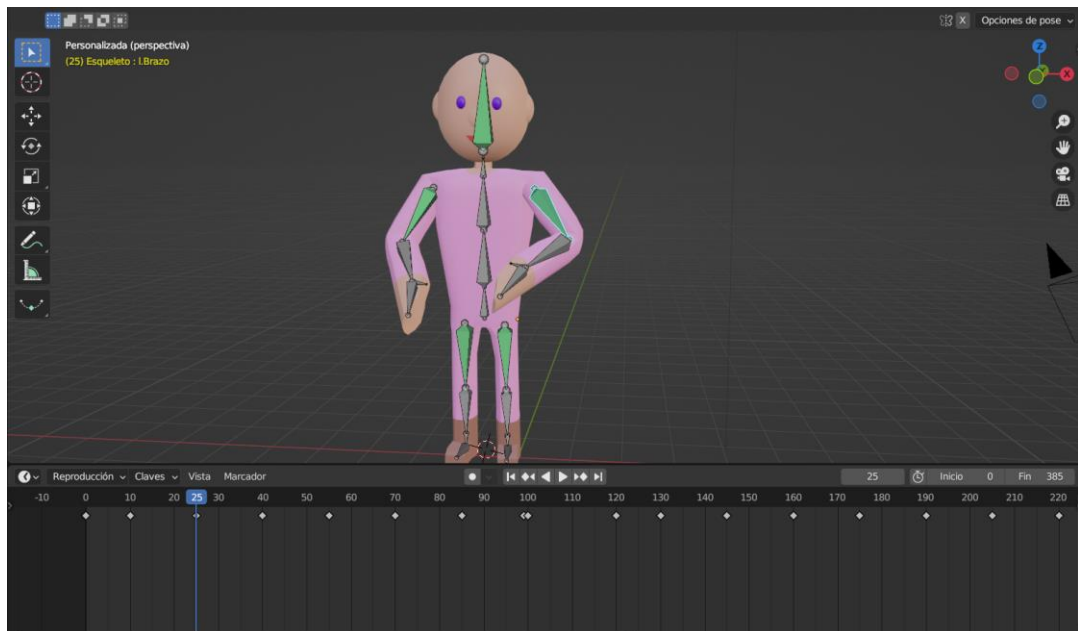 X Opciones de pose
Personalizada (perspectiva)
(25) Esqueleto : l.Brazo
Z
Y
X
Reproducción Claves Vista Marcador 25 Inicio 0 Fin 385
-10 0 10 20 25 30 40 50 60 70 80 90 100 110 120 130 140 150 160 170 180 190 200 210 220